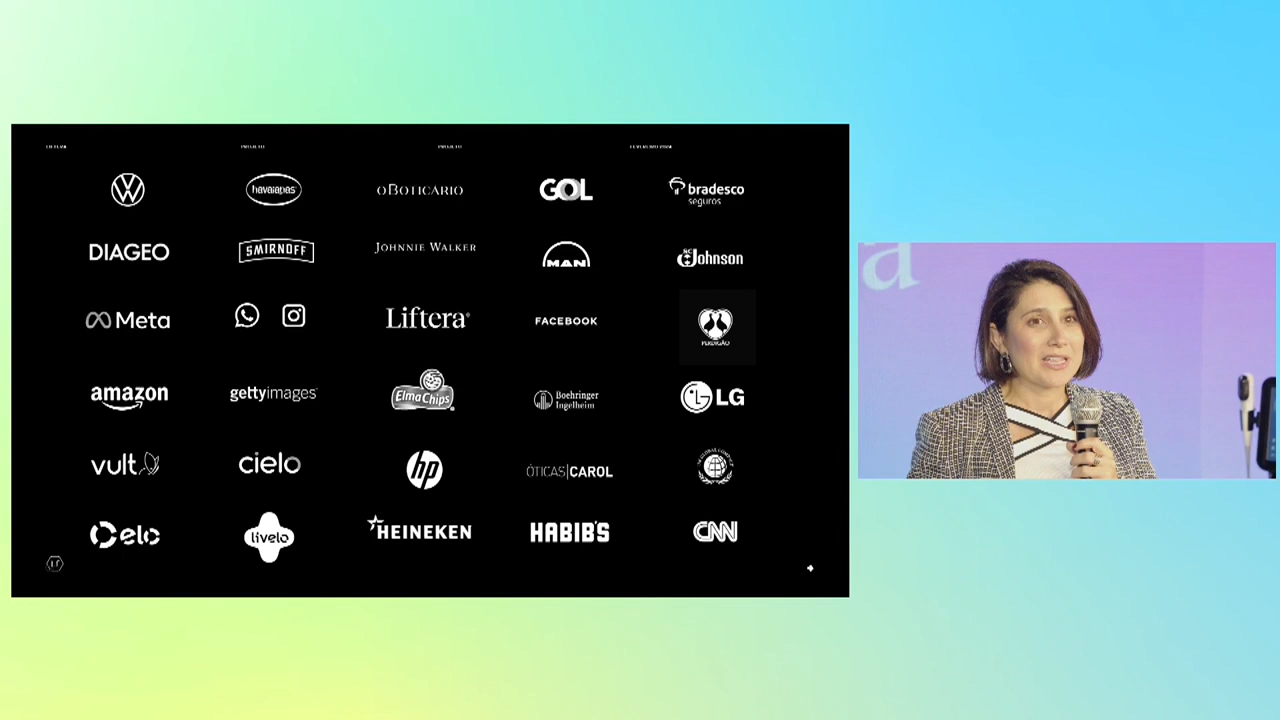 havaianas
oBoticário
GOL
bradesco
seguros
DIAGEO
SMIRNOFF
JOHNNIE WALKER
MAN
SC Johnson
Meta
Liftera
FACEBOOK
PERDIGÃO
amazon
gettyimages
Elma Chips
Boehringer
Ingelheim
LG
vult
cielo
hp
ÓTICAS|CAROL
elo
livelo
HEINEKEN
HABIB'S
CNN
a